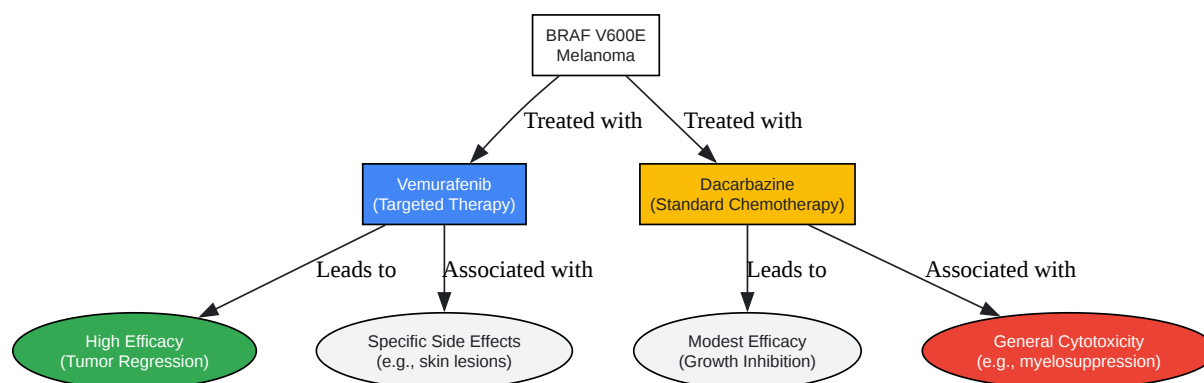 BRAF V600E
Melanoma
Treated with
Treated with
Vemurafenib
(Targeted Therapy)
Dacarbazine
(Standard Chemotherapy)
Leads to
Associated with
Leads to
Associated with
High Efficacy
(Tumor Regression)
Specific Side Effects
(e.g., skin lesions)
Modest Efficacy
(Growth Inhibition)
General Cytotoxicity
(e.g., myelosuppression)